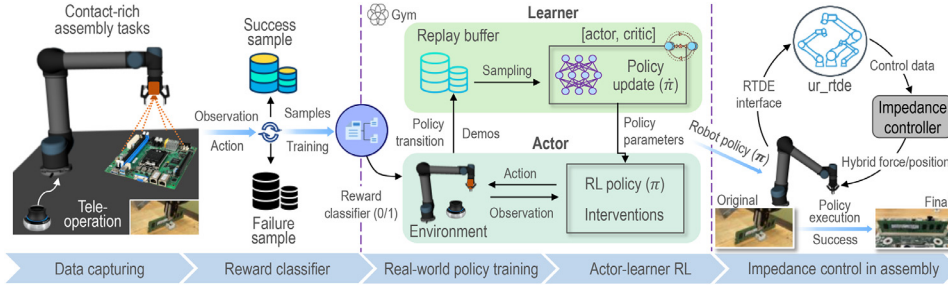 Contact-rich
assembly tasks
Tele-
operation
Success
sample
Observation
Action
Samples
Training
Failure
sample
Gym
Learner
Replay buffer
[actor, critic]
Sampling
Policy
update (π̇)
Policy
transition
Demos
Policy
parameters
Reward
classifier (0/1)
Actor
Action
Observation
Environment
RL policy (π)
Interventions
Robot policy (π)
RTDE
interface
ur_rtde
Control data
Impedance
controller
Hybrid force/position
Original
Policy
execution
Success
Fina
Data capturing
Reward classifier
Real-world policy training
Actor-learner RL
Impedance control in assembly